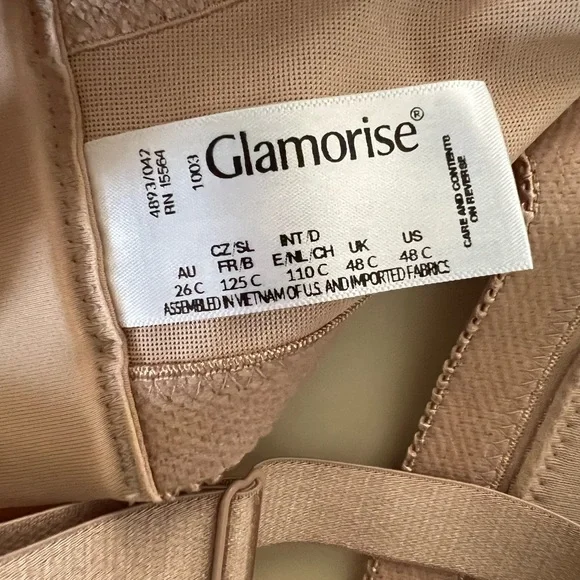 Glamorise®
4893/042
RN 15564
1003
AU CZ/SL FR/B INT/D E/NL/CH UK US
26 C 125 C 110 C 48 C 48 C
ASSEMBLED IN VIETNAM OF U.S. AND IMPORTED FABRICS
CARE AND CONTENTS
ON REVERSE